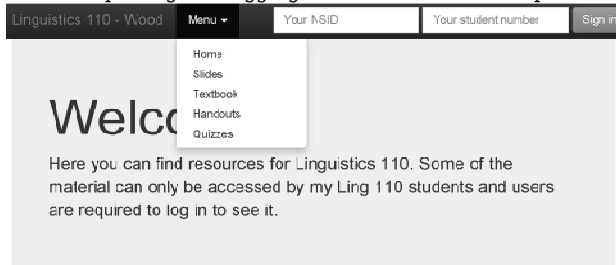 Linguistics 110 - Wood Menu Your NSID Your student number Sign in
Home
Slides
Textbook
Handouts
Quizzes
Welco
Here you can find resources for Linguistics 110. Some of the
material can only be accessed by my Ling 110 students and users
are required to log in to see it.